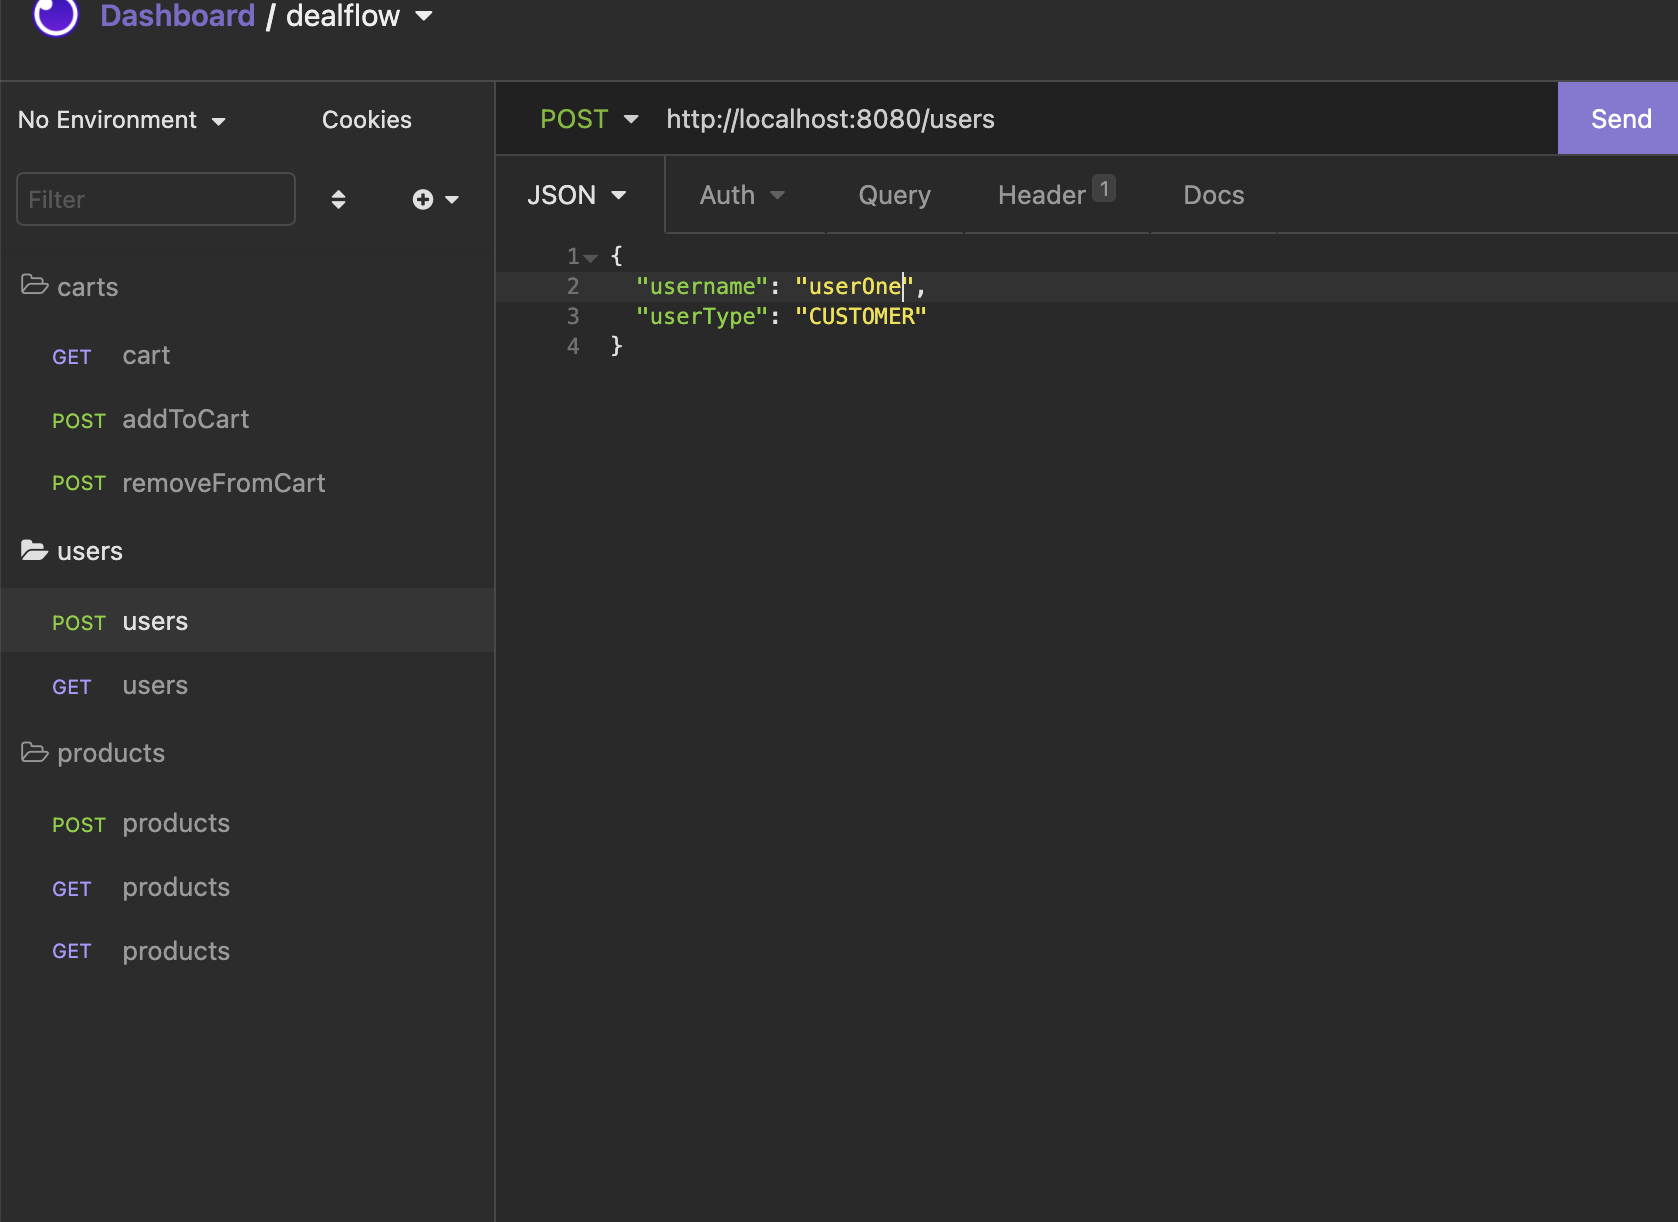 Dashboard / dealflow
No Environment
Cookies
Filter
carts
GET cart
POST addToCart
POST removeFromCart
users
POST users
GET users
products
POST products
GET products
GET products
POST http://localhost:8080/users Send
JSON Auth Query Header 1 Docs
1 {
2 "username": "userOne",
3 "userType": "CUSTOMER"
4 }